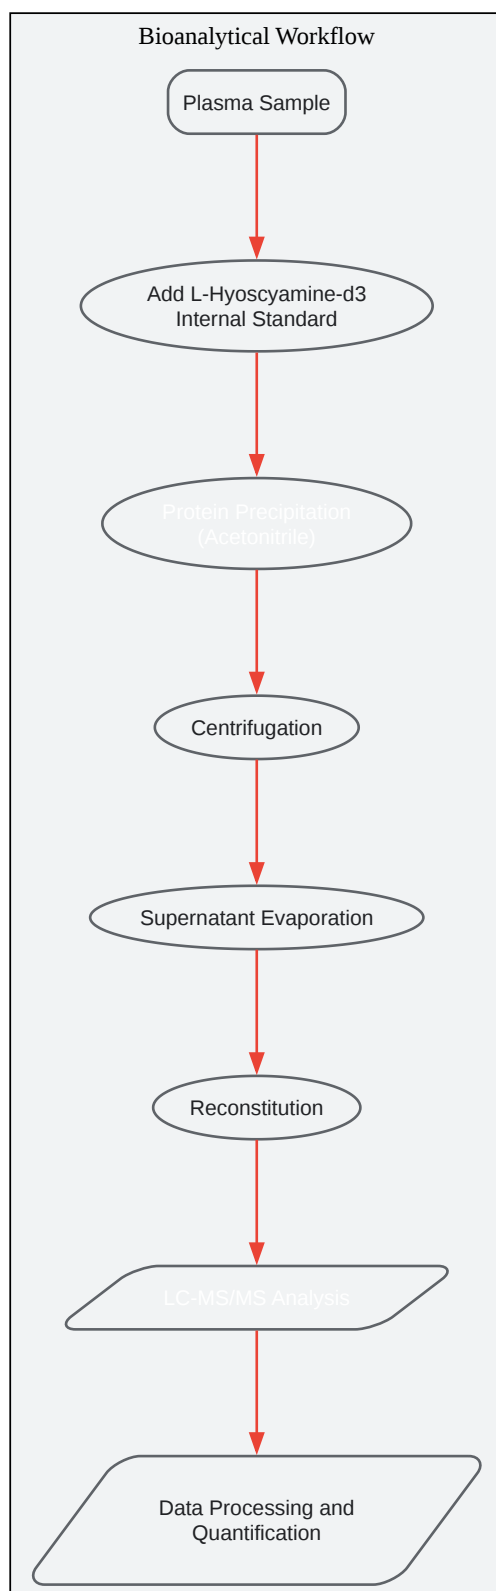 Bioanalytical Workflow
Plasma Sample
Add L-Hyoscyamine-d3
Internal Standard
Protein Precipitation
(Acetonitrile)
Centrifugation
Supernatant Evaporation
Reconstitution
LC-MS/MS Analysis
Data Processing and
Quantification